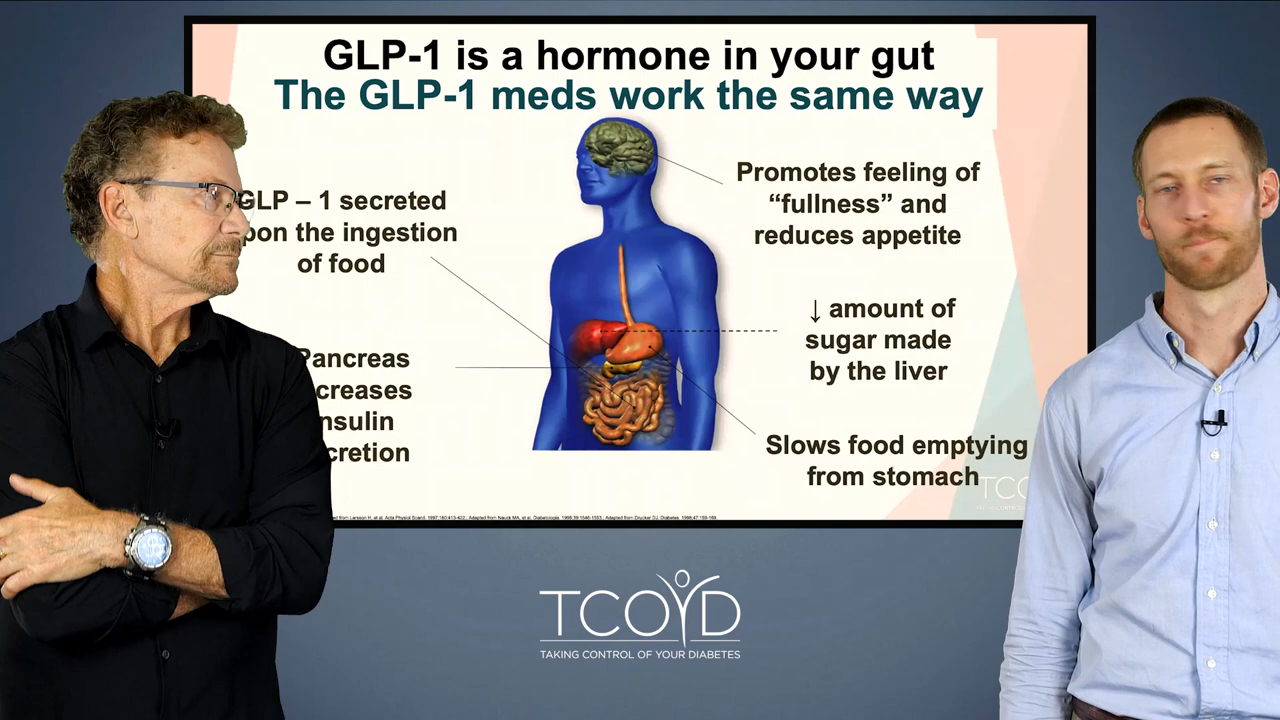 GLP-1 is a hormone in your gut
The GLP-1 meds work the same way
GLP – 1 secreted
pon the ingestion
of food
Pancreas
creases
nsulin
cretion
Promotes feeling of
“fullness” and
reduces appetite
↓ amount of
sugar made
by the liver
Slows food emptying
from stomach
TCO
TCOYD
TAKING CONTROL OF YOUR DIABETES